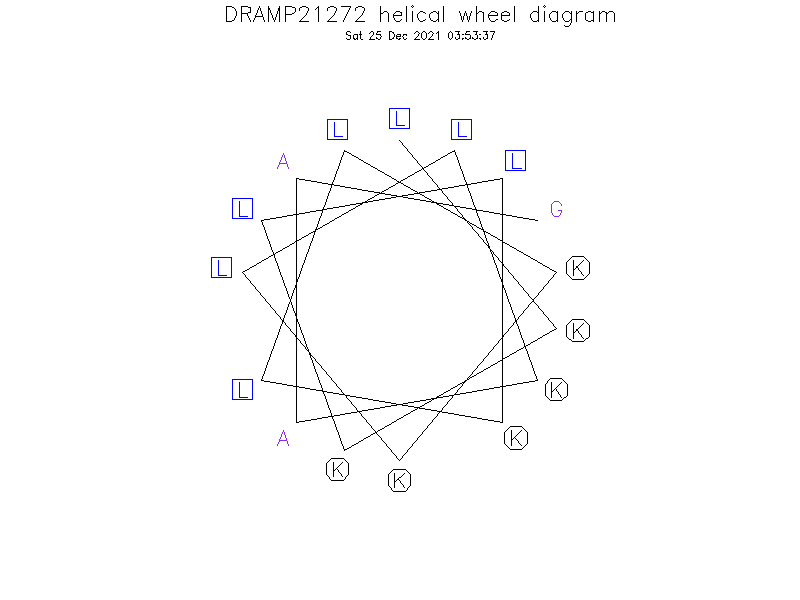 DRAMP21272 helical wheel diagram
Sat 25 Dec 2021 03:53:37
L
L L
A L
L G
L K
K
L K
A K
K K